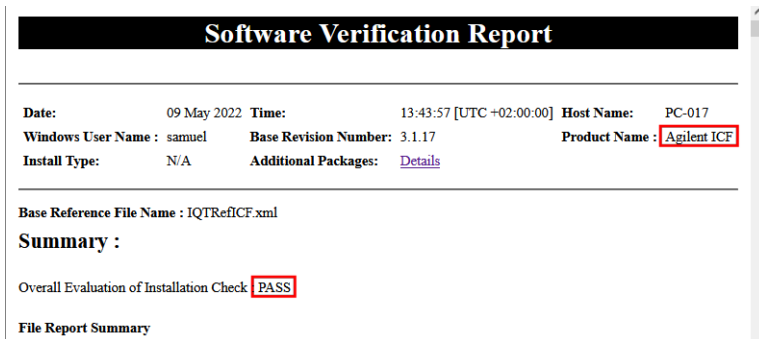 Software Verification Report
Date: 09 May 2022 Time: 13:43:57 [UTC +02:00:00] Host Name: PC-017
Windows User Name : samuel Base Revision Number: 3.1.17 Product Name : Agilent ICF
Install Type: N/A Additional Packages: Details
Base Reference File Name : IQTRefICF.xml
Summary :
Overall Evaluation of Installation Check : PASS
File Report Summary